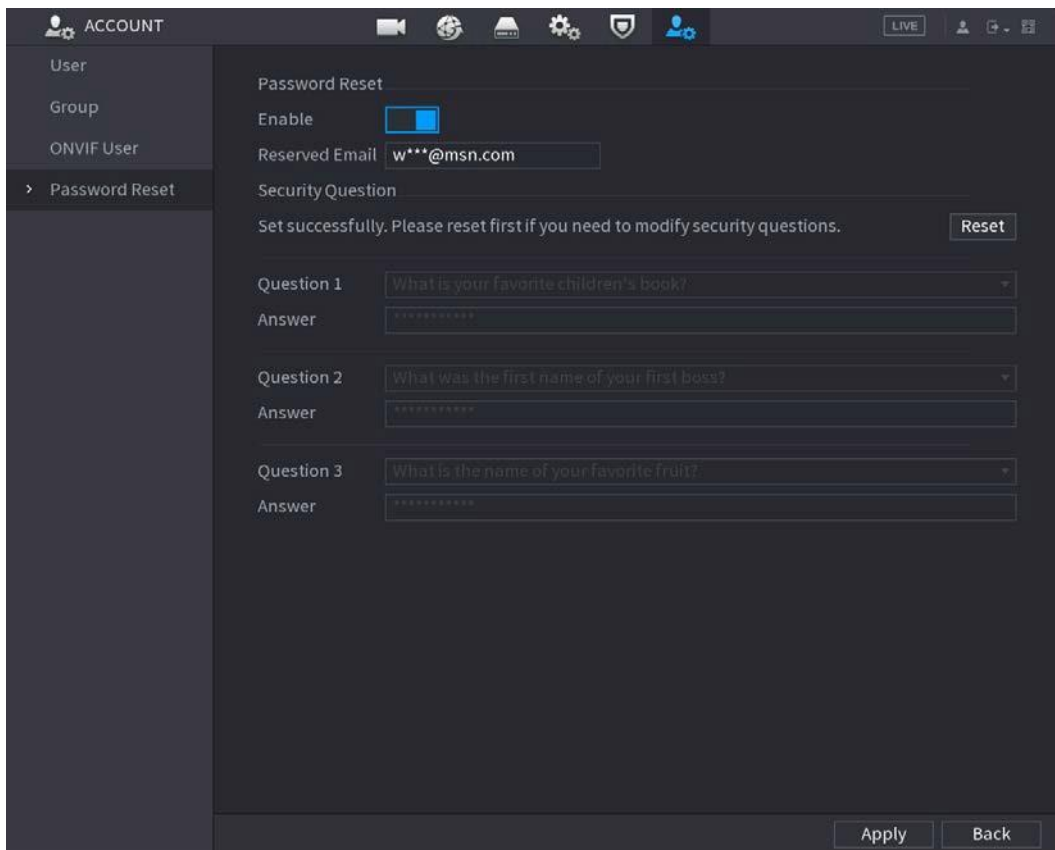 ACCOUNT
LIVE
User
Group
ONVIF User
Password Reset
Password Reset
Enable
Reserved Email w***@msn.com
Security Question
Set successfully. Please reset first if you need to modify security questions. Reset
Question 1 What is your favorite children's book?
Answer ***********
Question 2 What was the first name of your first boss?
Answer ***********
Question 3 What is the name of your favorite fruit?
Answer ***********
Apply Back